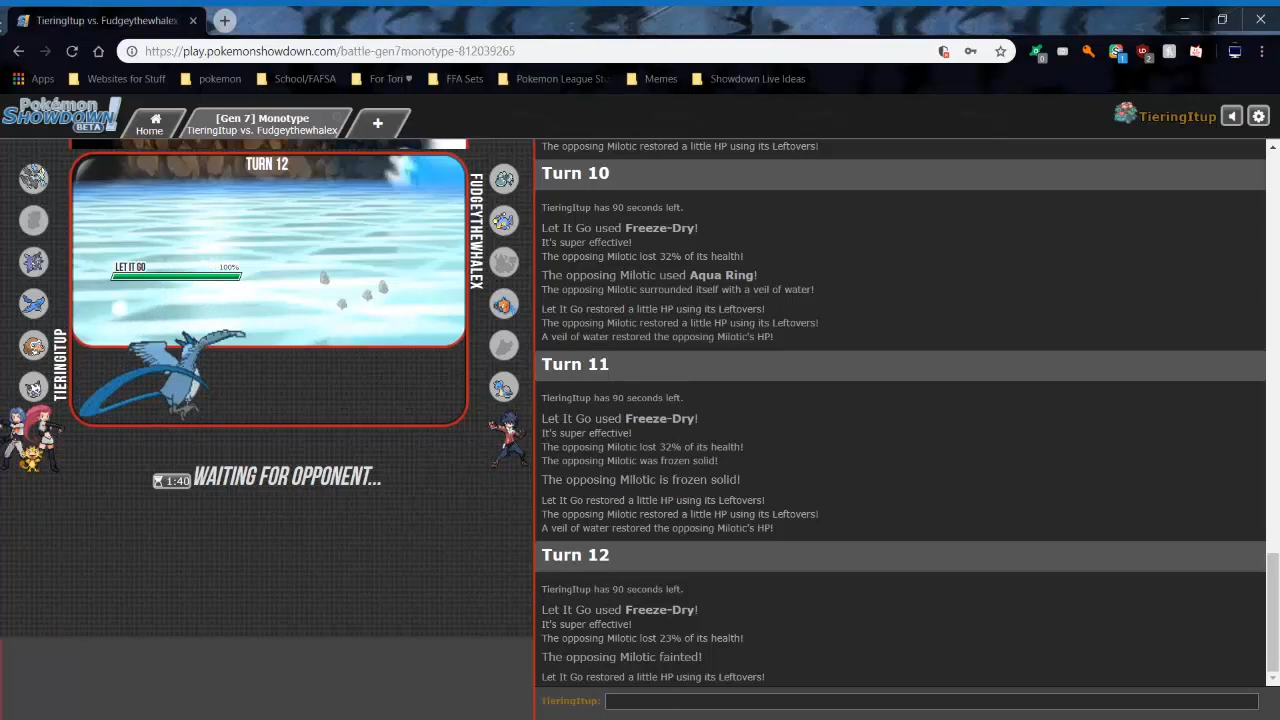 TieringItup vs. Fudgeythewhalex
https://play.pokemonshowdown.com/battle-gen7monotype-812039265
0
1
2
Apps
Websites for Stuff
pokemon
School/FAFSA
For Tori ♥
FFA Sets
Pokemon League Stu
Memes
Showdown Live Ideas
Pokémon
SHOWDOWN!
BETA
Home
[Gen 7] Monotype
TieringItup vs. Fudgeythewhalex
+
TieringItup
TURN 12
LET IT GO
100%
TIERINGITUP
FUDGEYTHEWHALEX
1:40
WAITING FOR OPPONENT...
The opposing Milotic restored a little HP using its Leftovers!
Turn 10
TieringItup has 90 seconds left.
Let It Go used Freeze-Dry!
It's super effective!
The opposing Milotic lost 32% of its health!
The opposing Milotic used Aqua Ring!
The opposing Milotic surrounded itself with a veil of water!
Let It Go restored a little HP using its Leftovers!
The opposing Milotic restored a little HP using its Leftovers!
A veil of water restored the opposing Milotic's HP!
Turn 11
TieringItup has 90 seconds left.
Let It Go used Freeze-Dry!
It's super effective!
The opposing Milotic lost 32% of its health!
The opposing Milotic was frozen solid!
The opposing Milotic is frozen solid!
Let It Go restored a little HP using its Leftovers!
The opposing Milotic restored a little HP using its Leftovers!
A veil of water restored the opposing Milotic's HP!
Turn 12
TieringItup has 90 seconds left.
Let It Go used Freeze-Dry!
It's super effective!
The opposing Milotic lost 23% of its health!
The opposing Milotic fainted!
Let It Go restored a little HP using its Leftovers!
TieringItup: